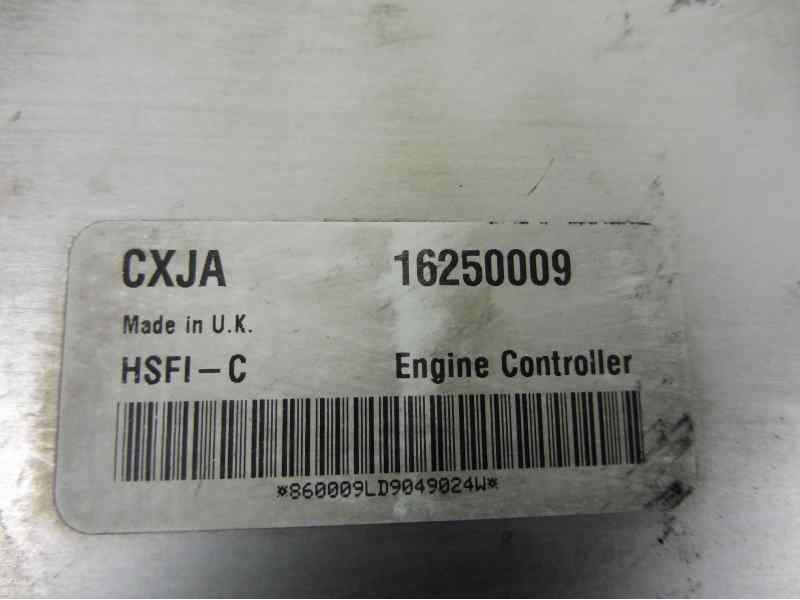 CXJA 16250009
Made in U.K.
HSFI-C Engine Controller
*860009LD9049024W*